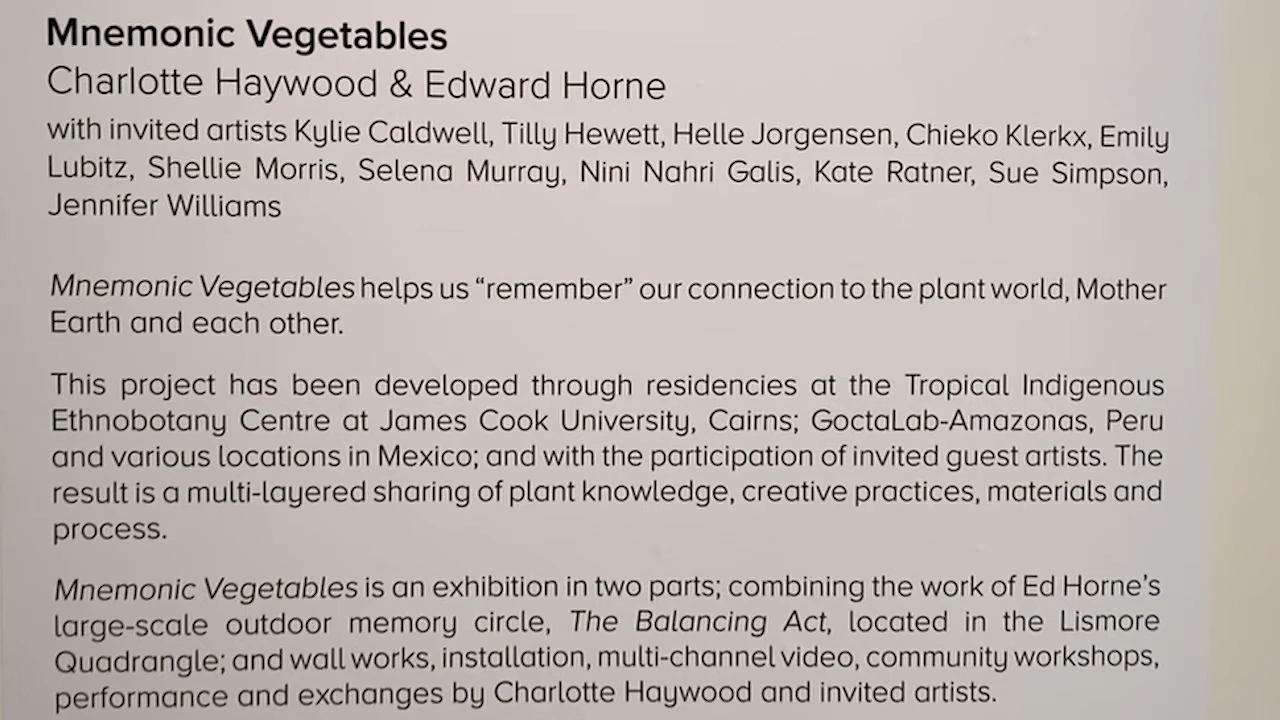 Mnemonic Vegetables
Charlotte Haywood & Edward Horne
with invited artists Kylie Caldwell, Tilly Hewett, Helle Jorgensen, Chieko Klerkx, Emily
Lubitz, Shellie Morris, Selena Murray, Nini Nahri Galis, Kate Ratner, Sue Simpson,
Jennifer Williams
Mnemonic Vegetables helps us “remember” our connection to the plant world, Mother
Earth and each other.
This project has been developed through residencies at the Tropical Indigenous
Ethnobotany Centre at James Cook University, Cairns; GoctaLab-Amazonas, Peru
and various locations in Mexico; and with the participation of invited guest artists. The
result is a multi-layered sharing of plant knowledge, creative practices, materials and
process.
Mnemonic Vegetables is an exhibition in two parts; combining the work of Ed Horne’s
large-scale outdoor memory circle, The Balancing Act, located in the Lismore
Quadrangle; and wall works, installation, multi-channel video, community workshops,
performance and exchanges by Charlotte Haywood and invited artists.